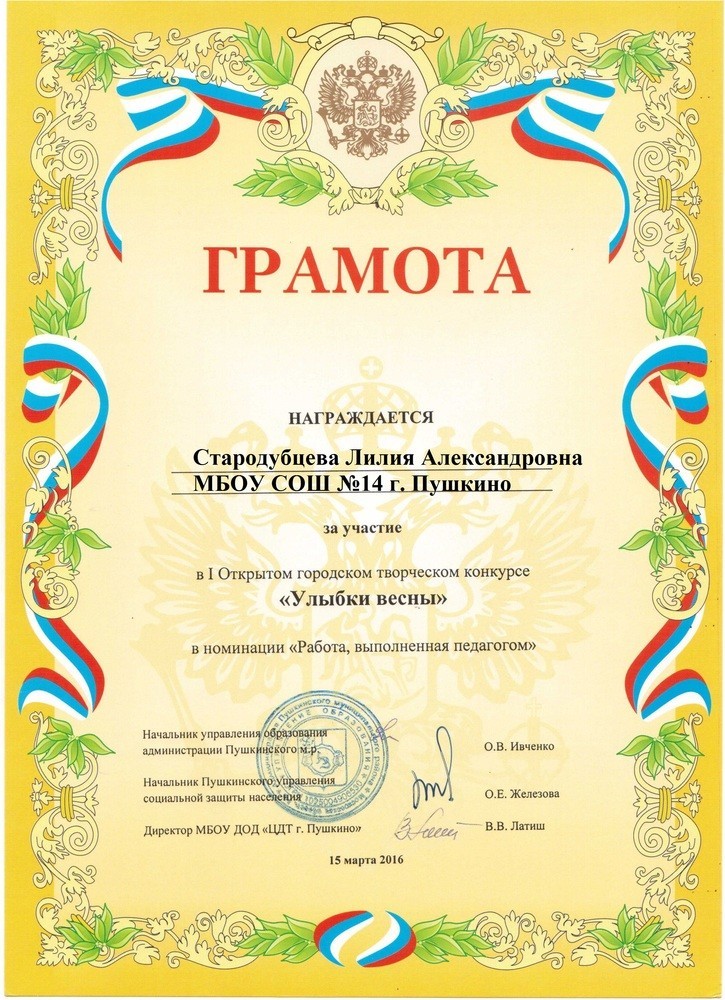 ГРАМОТА
НАГРАЖДАЕТСЯ
Стародубцева Лилия Александровна
МБОУ СОШ №14 г. Пушкино
за участие
в I Открытом городском творческом конкурсе
«Улыбки весны»
в номинации «Работа, выполненная педагогом»
Начальник управления образования
администрации Пушкинского м.р.
О.В. Ивченко
Начальник Пушкинского управления
социальной защиты населения
О.Е. Железова
Директор МБОУ ДОД «ЦДТ г. Пушкино»
В.В. Латиш
15 марта 2016